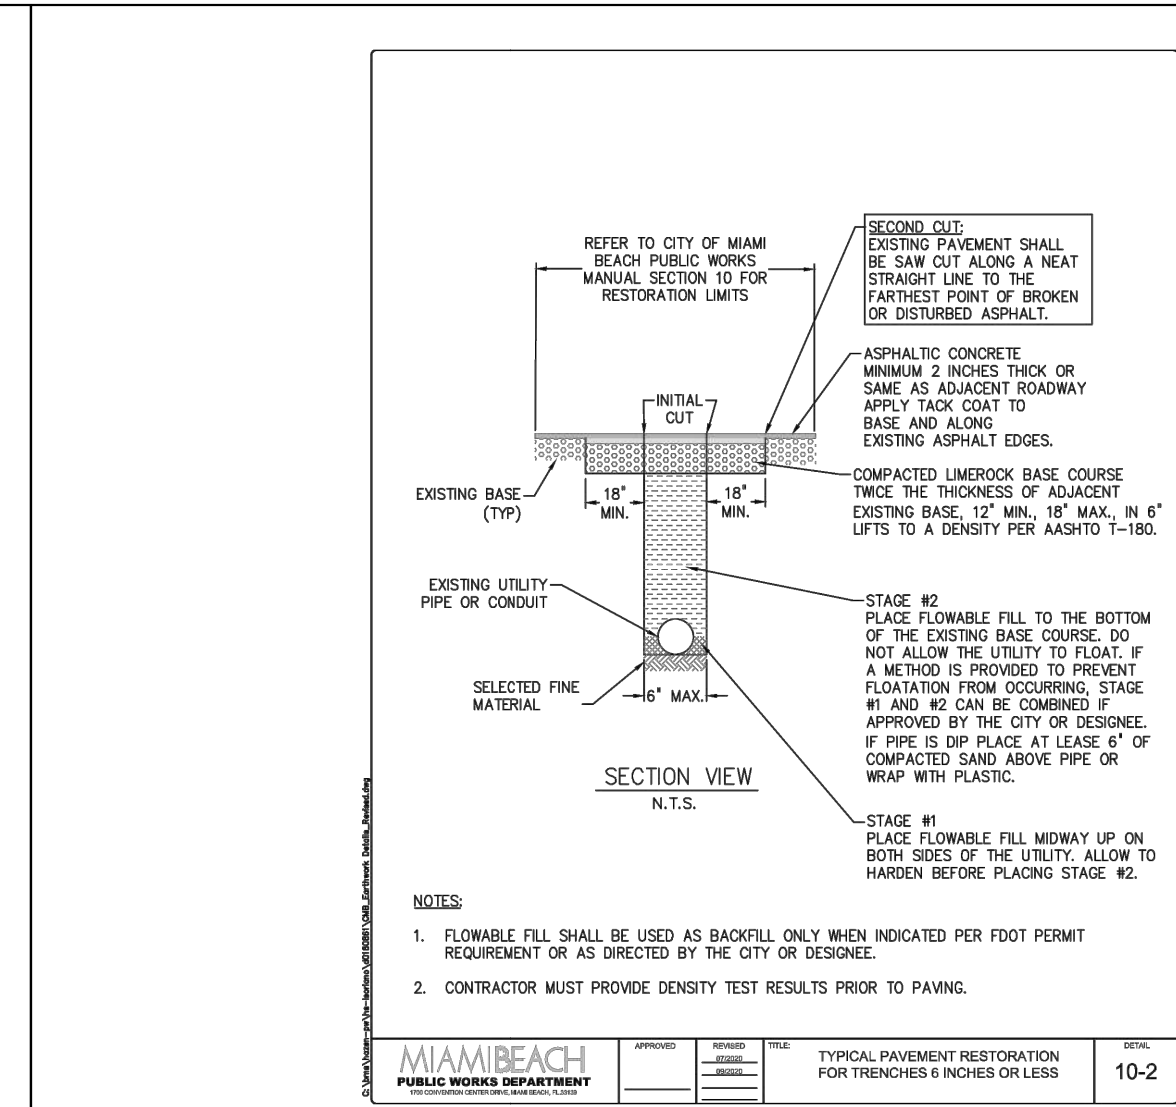 REFER TO CITY OF MIAMI
BEACH PUBLIC WORKS
MANUAL SECTION 10 FOR
RESTORATION LIMITS
SECOND CUT:
EXISTING PAVEMENT SHALL
BE SAW CUT ALONG A NEAT
STRAIGHT LINE TO THE
FARTHEST POINT OF BROKEN
OR DISTURBED ASPHALT.
ASPHALTIC CONCRETE
MINIMUM 2 INCHES THICK OR
SAME AS ADJACENT ROADWAY
APPLY TACK COAT TO
BASE AND ALONG
EXISTING ASPHALT EDGES.
INITIAL
CUT
COMPACTED LIMEROCK BASE COURSE
TWICE THE THICKNESS OF ADJACENT
EXISTING BASE, 12" MIN., 18" MAX., IN 6"
LIFTS TO A DENSITY PER AASHTO T-180.
EXISTING BASE
(TYP)
18"
MIN.
18"
MIN.
EXISTING UTILITY
PIPE OR CONDUIT
STAGE #2
PLACE FLOWABLE FILL TO THE BOTTOM
OF THE EXISTING BASE COURSE. DO
NOT ALLOW THE UTILITY TO FLOAT. IF
A METHOD IS PROVIDED TO PREVENT
FLOATATION FROM OCCURRING, STAGE
#1 AND #2 CAN BE COMBINED IF
APPROVED BY THE CITY OR DESIGNEE.
IF PIPE IS DIP PLACE AT LEASE 6" OF
COMPACTED SAND ABOVE PIPE OR
WRAP WITH PLASTIC.
SELECTED FINE
MATERIAL
6" MAX.
SECTION VIEW
N.T.S.
STAGE #1
PLACE FLOWABLE FILL MIDWAY UP ON
BOTH SIDES OF THE UTILITY. ALLOW TO
HARDEN BEFORE PLACING STAGE #2.
NOTES:
1. FLOWABLE FILL SHALL BE USED AS BACKFILL ONLY WHEN INDICATED PER FDOT PERMIT
REQUIREMENT OR AS DIRECTED BY THE CITY OR DESIGNEE.
2. CONTRACTOR MUST PROVIDE DENSITY TEST RESULTS PRIOR TO PAVING.
MIAMIBEACH
PUBLIC WORKS DEPARTMENT
1700 CONVENTION CENTER DRIVE, MIAMI BEACH, FL.33139
APPROVED
REVISED
07/2020
09/2020
TITLE:
TYPICAL PAVEMENT RESTORATION
FOR TRENCHES 6 INCHES OR LESS
DETAIL
10-2